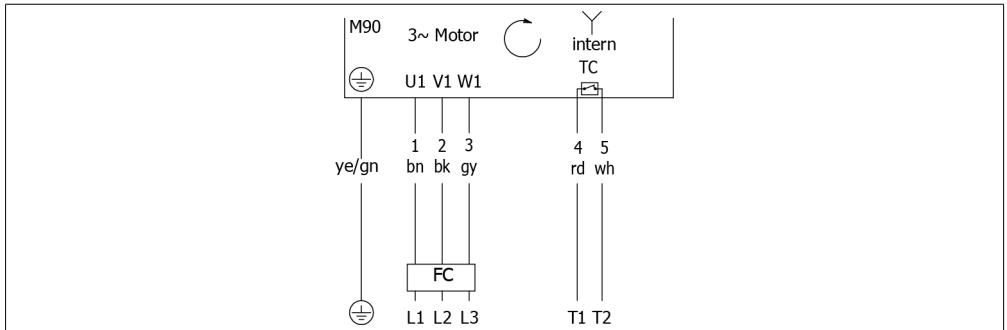 M90
3~ Motor
intern
TC
U1 V1 W1
1 2 3 4 5
ye/gn bn bk gy rd wh
FC
L1 L2 L3 T1 T2